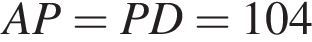 AP = PD = 104